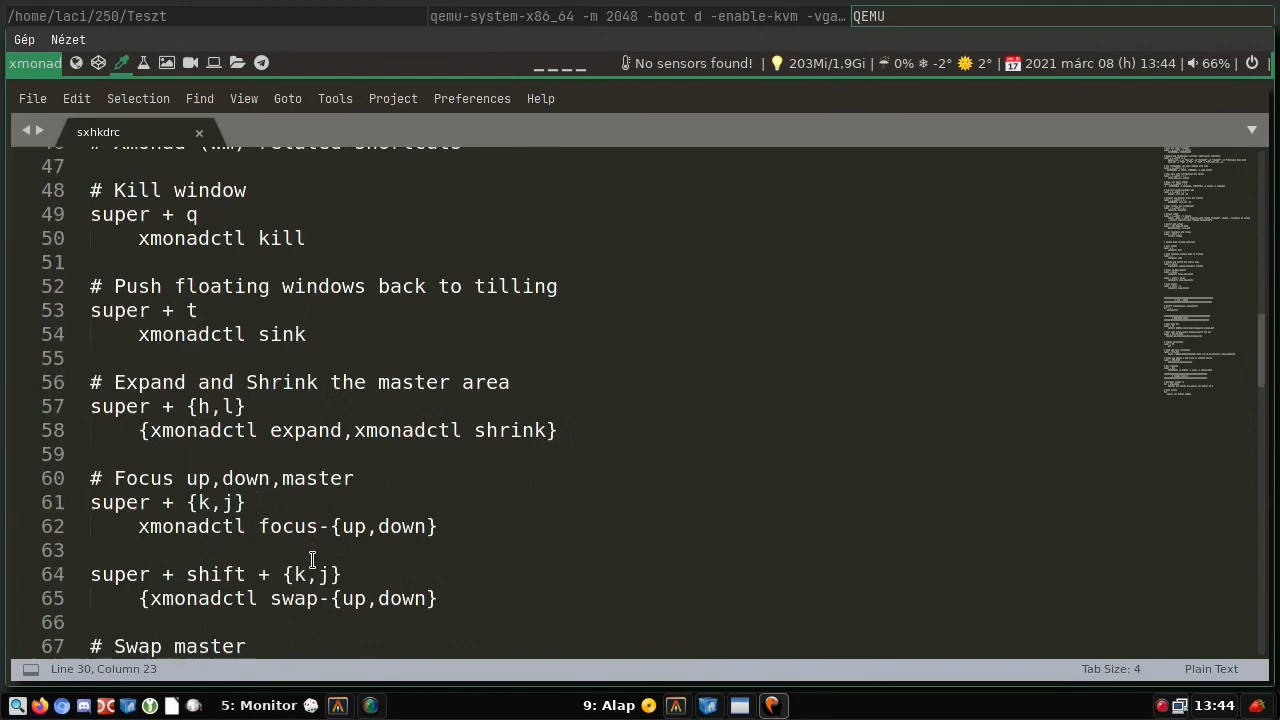 /home/laci/250/Teszt
qemu-system-x86_64 -m 2048 -boot d -enable-kvm -vga…
QEMU
Gép Nézet
xmonad
No sensors found! | 203Mi/1,9Gi | 0% -2° 2° | 17 2021 márc 08 (h) 13:44 | 66% | |
File Edit Selection Find View Goto Tools Project Preferences Help
sxhkdrc
46 # Xmonad (wm) related shortcuts
47
48 # Kill window
49 super + q
50 xmonadctl kill
51
52 # Push floating windows back to tilling
53 super + t
54 xmonadctl sink
55
56 # Expand and Shrink the master area
57 super + {h,l}
58 {xmonadctl expand,xmonadctl shrink}
59
60 # Focus up,down,master
61 super + {k,j}
62 xmonadctl focus-{up,down}
63
64 super + shift + {k,j}
65 {xmonadctl swap-{up,down}
66
67 # Swap master
Line 30, Column 23
Tab Size: 4 Plain Text
5: Monitor
9: Alap
13:44